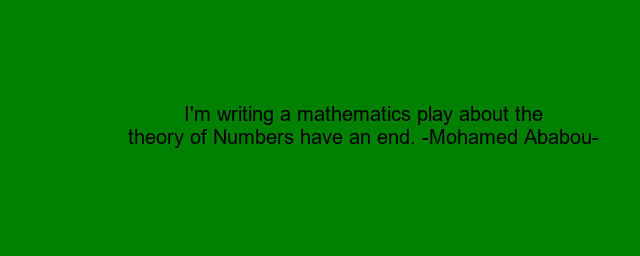 I'm writing a mathematics play about the
theory of Numbers have an end. -Mohamed Ababou-